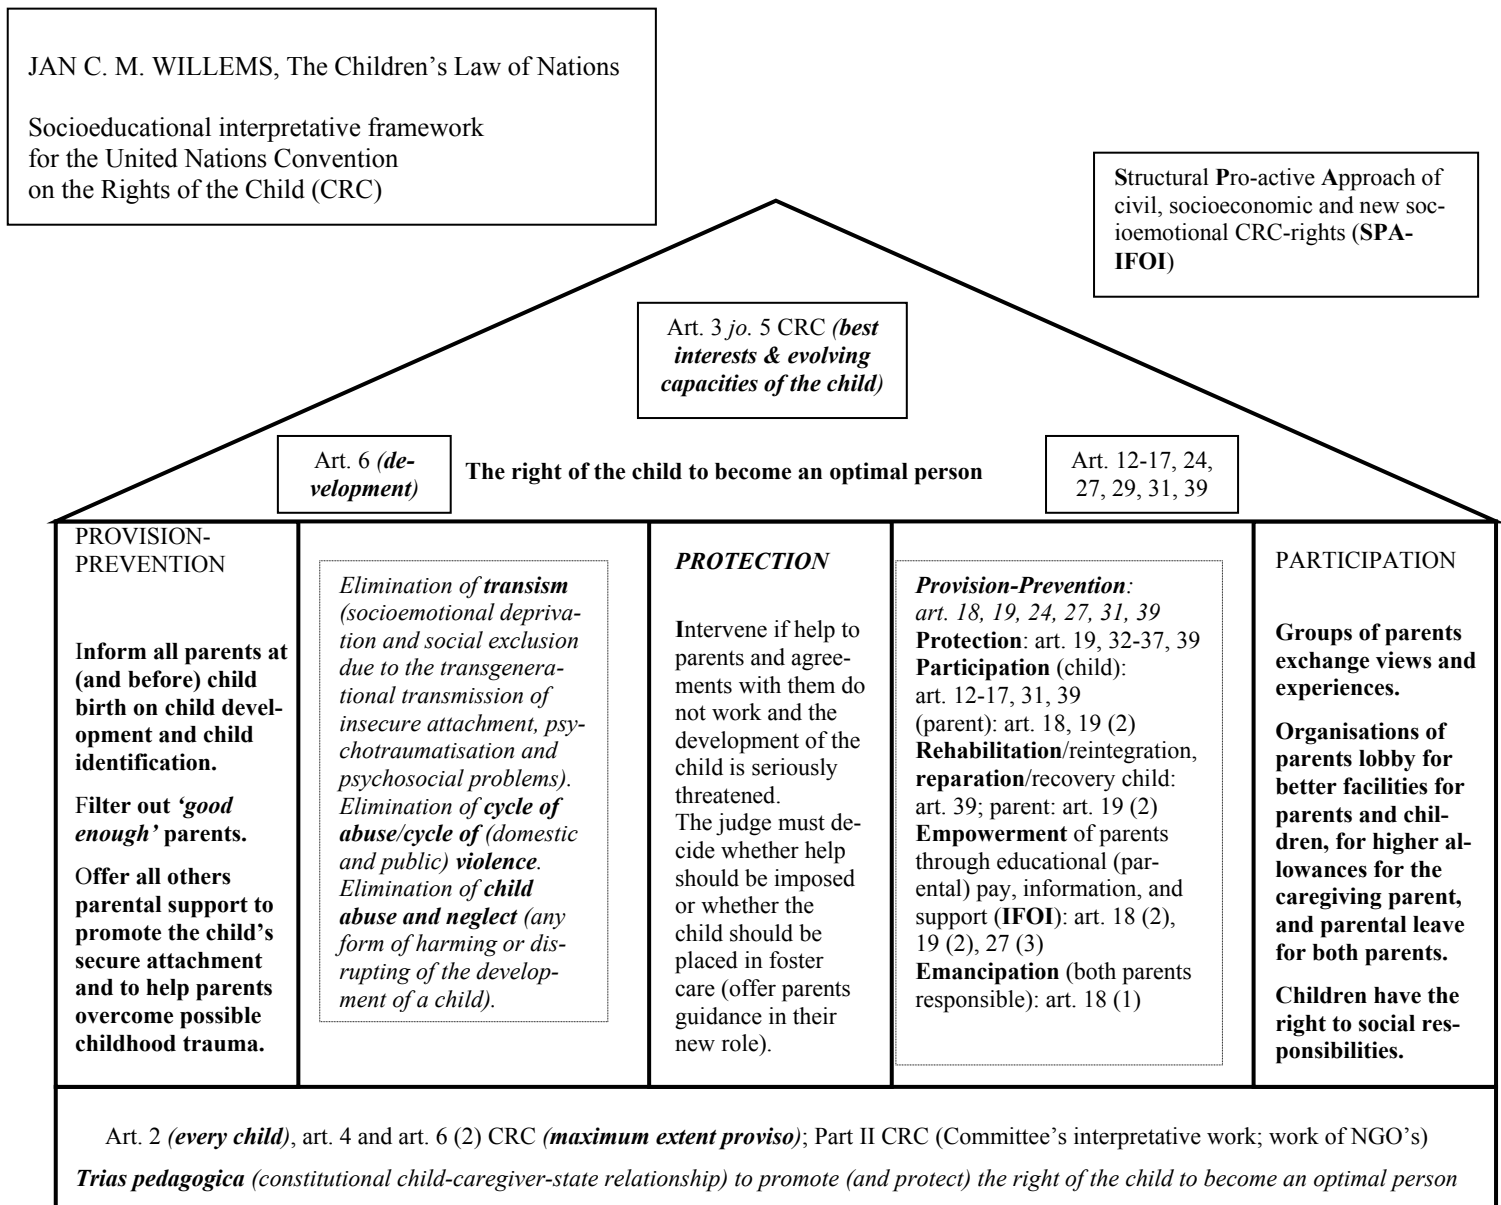 JAN C. M. WILLEMS, The Children’s Law of Nations
Socioeducational interpretative framework
for the United Nations Convention
on the Rights of the Child (CRC)
Structural Pro-active Approach of
civil, socioeconomic and new soc-
ioemotional CRC-rights (SPA-
IFOI)
Art. 3 jo. 5 CRC (best
interests & evolving
capacities of the child)
Art. 6 (de-
velopment)
The right of the child to become an optimal person
Art. 12-17, 24,
27, 29, 31, 39
PROVISION-
PREVENTION
Inform all parents at
(and before) child
birth on child devel-
opment and child
identification.
Filter out ‘good
enough’ parents.
Offer all others
parental support to
promote the child’s
secure attachment
and to help parents
overcome possible
childhood trauma.
Elimination of transism
(socioemotional depriva-
tion and social exclusion
due to the transgenera-
tional transmission of
insecure attachment, psy-
chotraumatisation and
psychosocial problems).
Elimination of cycle of
abuse/cycle of (domestic
and public) violence.
Elimination of child
abuse and neglect (any
form of harming or dis-
rupting of the develop-
ment of a child).
PROTECTION
Intervene if help to
parents and agree-
ments with them do
not work and the
development of the
child is seriously
threatened.
The judge must de-
cide whether help
should be imposed
or whether the
child should be
placed in foster
care (offer parents
guidance in their
new role).
Provision-Prevention:
art. 18, 19, 24, 27, 31, 39
Protection: art. 19, 32-37, 39
Participation (child):
art. 12-17, 31, 39
(parent): art. 18, 19 (2)
Rehabilitation/reintegration,
reparation/recovery child:
art. 39; parent: art. 19 (2)
Empowerment of parents
through educational (par-
ental) pay, information, and
support (IFOI): art. 18 (2),
19 (2), 27 (3)
Emancipation (both parents
responsible): art. 18 (1)
PARTICIPATION
Groups of parents
exchange views and
experiences.
Organisations of
parents lobby for
better facilities for
parents and chil-
dren, for higher al-
lowances for the
caregiving parent,
and parental leave
for both parents.
Children have the
right to social res-
ponsibilities.
Art. 2 (every child), art. 4 and art. 6 (2) CRC (maximum extent proviso); Part II CRC (Committee’s interpretative work; work of NGO’s)
Trias pedagogica (constitutional child-caregiver-state relationship) to promote (and protect) the right of the child to become an optimal person